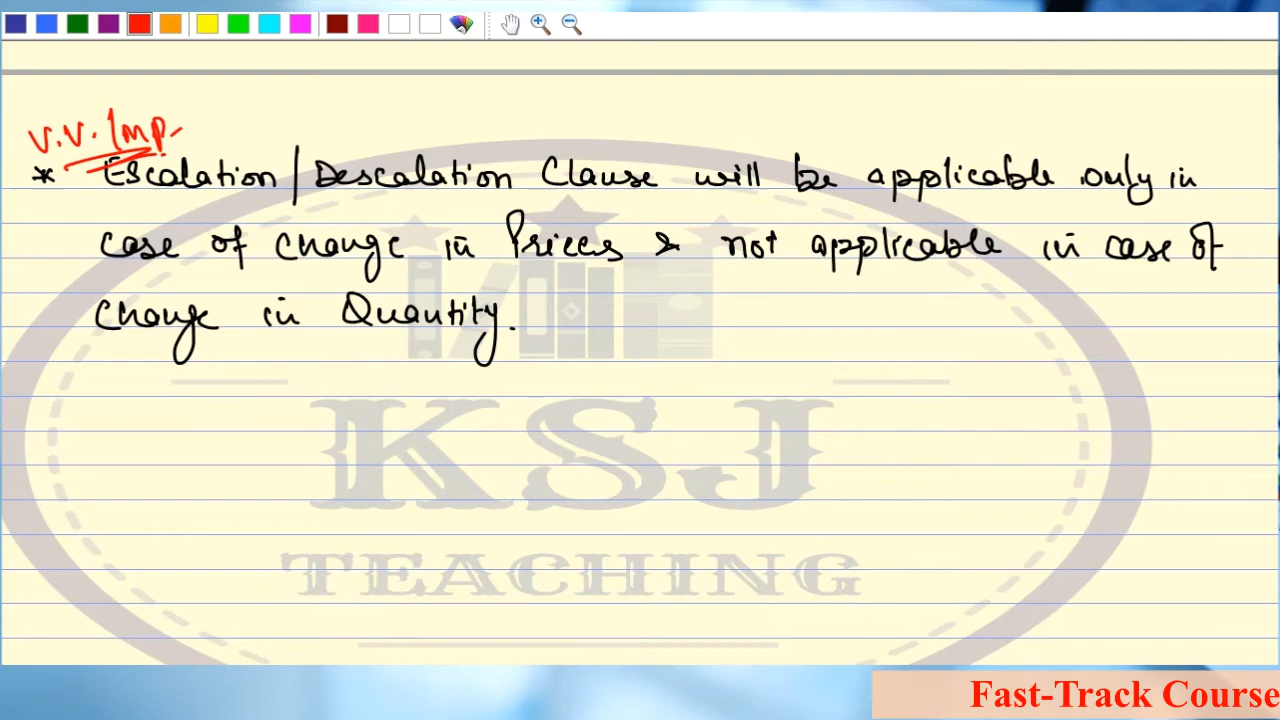 V.V. Imp.
* Escalation/Descalation Clause will be applicable only in
case of change in Prices & not applicable in case of
change in Quantity.
KSJ
TEACHING
Fast-Track Course